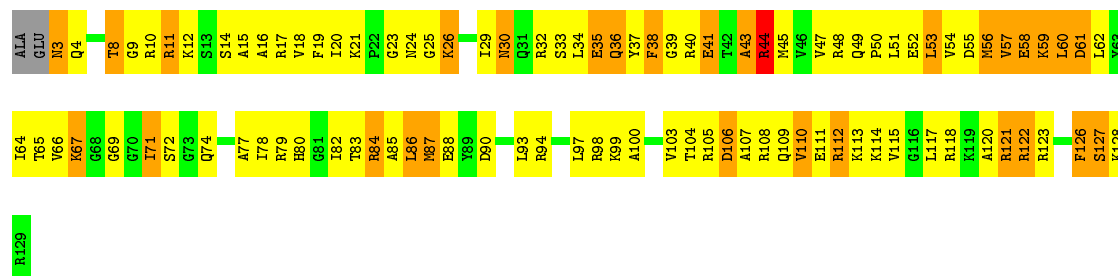 ALA GLU N3 Q4 T8 G9 R10 R11 K12 S13 S14 A15 A16 R17 V18 F19 I20 K21 P22 G23 N24 G25 K26 I29 N30 Q31 R32 S33 L34 E35 Q36 Y37 F38 G39 R40 E41 T42 A43 R44 M45 V46 V47 R48 Q49 P50 L51 E52 L53 V54 D55 M56 V57 E58 K59 L60 D61 L62 Y63
I64 T65 V66 K67 G68 G69 G70 I71 S72 G73 Q74 A77 I78 R79 H80 G81 I82 T83 R84 A85 L86 M87 E88 Y89 D90 L93 R94 L97 R98 K99 A100 V103 T104 R105 D106 A107 R108 Q109 V110 E111 R112 K113 K114 V115 G116 L117 R118 K119 A120 R121 R122 R123 F126 S127 K128
R129